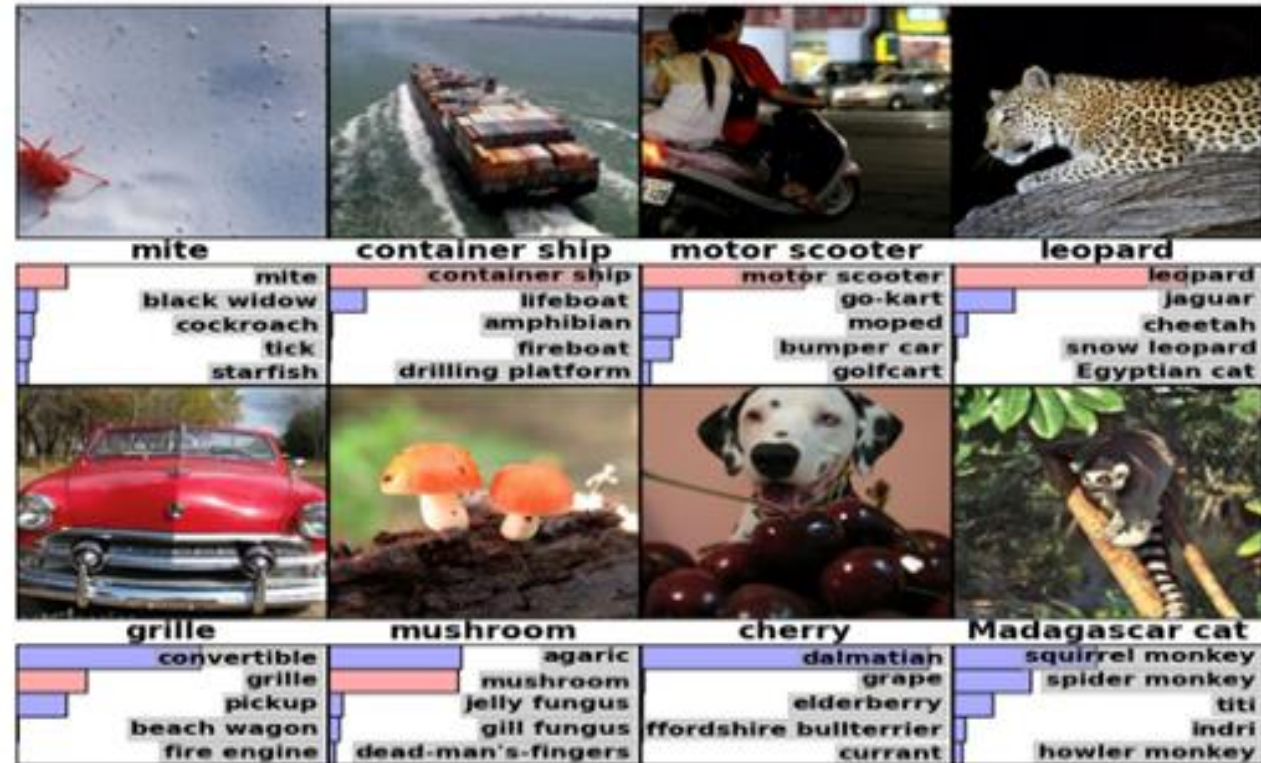 mite
container ship
motor scooter
leopard
mite
black widow
cockroach
tick
starfish
container ship
lifeboat
amphibian
fireboat
drilling platform
motor scooter
go-kart
moped
bumper car
golfcart
leopard
jaguar
cheetah
snow leopard
Egyptian cat
grille
mushroom
cherry
Madagascar cat
convertible
grille
pickup
beach wagon
fire engine
agaric
mushroom
jelly fungus
gill fungus
dead-man's-fingers
dalmatian
grape
elderberry
ffordshire bullterrier
currant
squirrel monkey
spider monkey
titi
indri
howler monkey